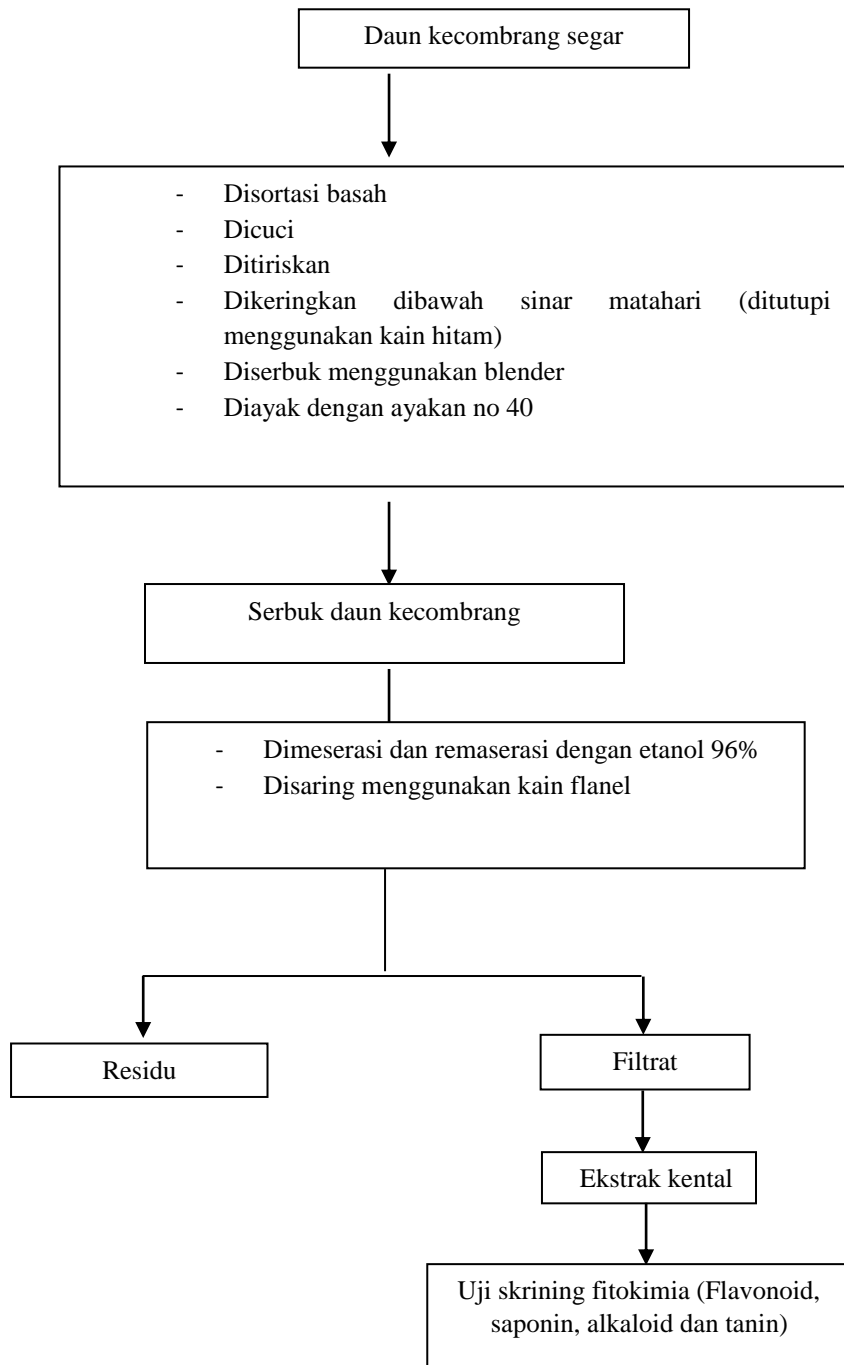 Daun kecombrang segar
- Disortasi basah
- Dicuci
- Ditiriskan
- Dikeringkan dibawah sinar matahari (ditutupi
menggunakan kain hitam)
- Diserbuk menggunakan blender
- Diayak dengan ayakan no 40
Serbuk daun kecombrang
- Dimeserasi dan remaserasi dengan etanol 96%
- Disaring menggunakan kain flanel
Residu
Filtrat
Ekstrak kental
Uji skrining fitokimia (Flavonoid,
saponin, alkaloid dan tanin)